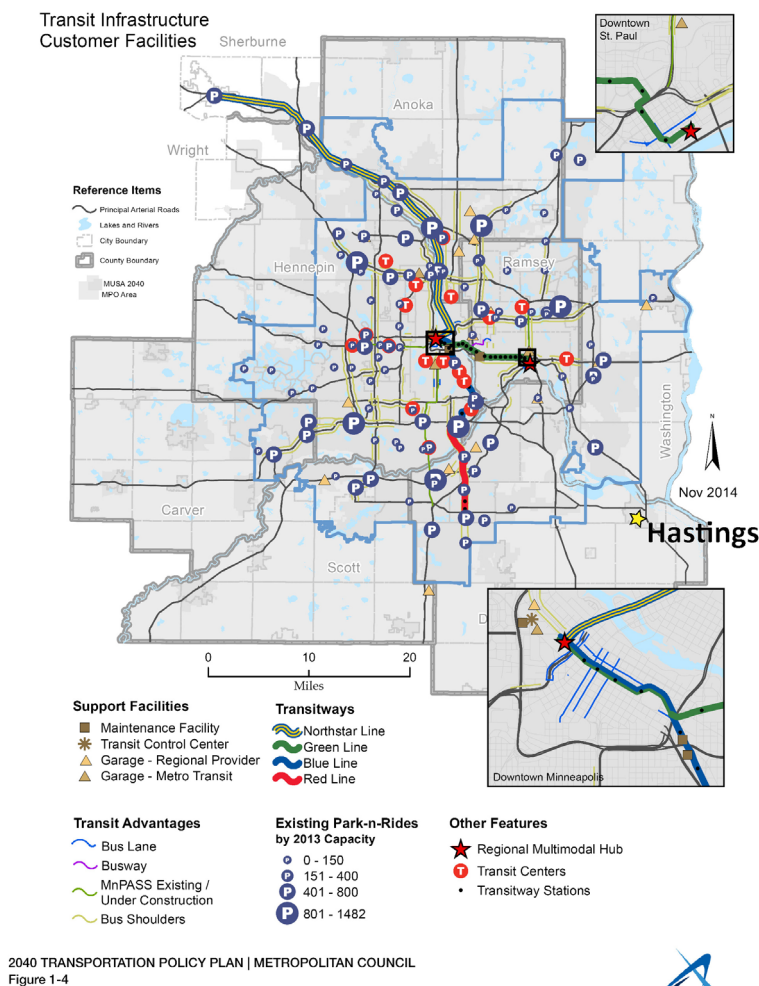 Transit Infrastructure
Customer Facilities
Sherburne
Anoka
Wright
Downtown
St. Paul
Reference Items
Principal Arterial Roads
Lakes and Rivers
City Boundary
County Boundary
MUSA 2040
MPO Area
Hennepin
Ramsey
Washington
N
Nov 2014
Carver
Hastings
Scott
D
0 10 20
Miles
Downtown Minneapolis
Support Facilities
Maintenance Facility
Transit Control Center
Garage - Regional Provider
Garage - Metro Transit
Transitways
Northstar Line
Green Line
Blue Line
Red Line
Transit Advantages
Bus Lane
Busway
MnPASS Existing /
Under Construction
Bus Shoulders
Existing Park-n-Rides
by 2013 Capacity
P 0 - 150
P 151 - 400
P 401 - 800
P 801 - 1482
Other Features
Regional Multimodal Hub
T Transit Centers
Transitway Stations
2040 TRANSPORTATION POLICY PLAN | METROPOLITAN COUNCIL
Figure 1-4